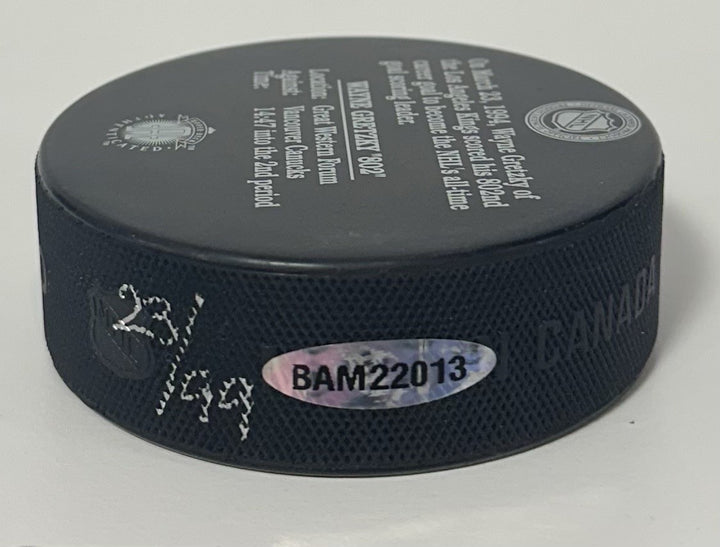 On March 23, 1994, Wayne Gretzky of
the Los Angeles Kings scored his 802nd
career goal to become the NHL's all-time
goal scoring leader.
WAYNE GRETZKY "802"
Location: Great Western Forum
Against: Vancouver Canucks
Time: 14:47 into the 2nd period
AUTHENTICATED
NHL
23/99
BAM22013
CANADA